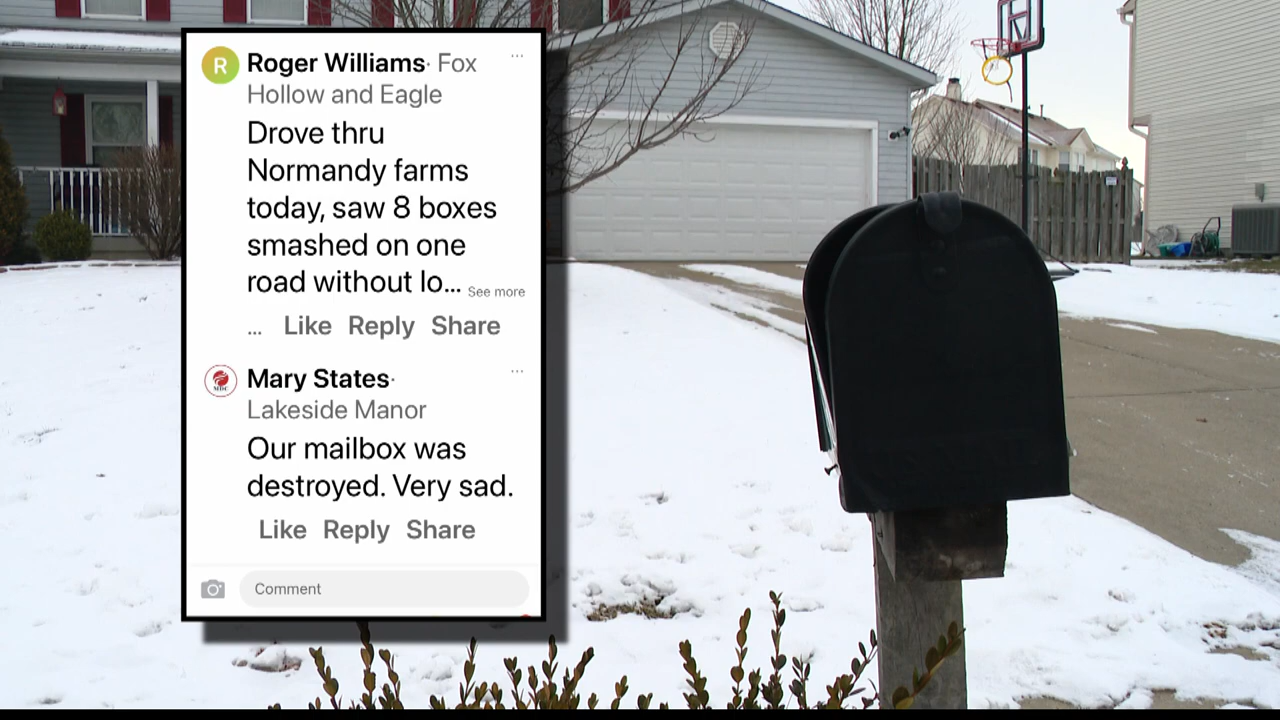 R
Roger Williams· Fox
Hollow and Eagle
Drove thru
Normandy farms
today, saw 8 boxes
smashed on one
road without lo... See more
... Like Reply Share
Mary States·
Lakeside Manor
Our mailbox was
destroyed. Very sad.
Like Reply Share
Comment